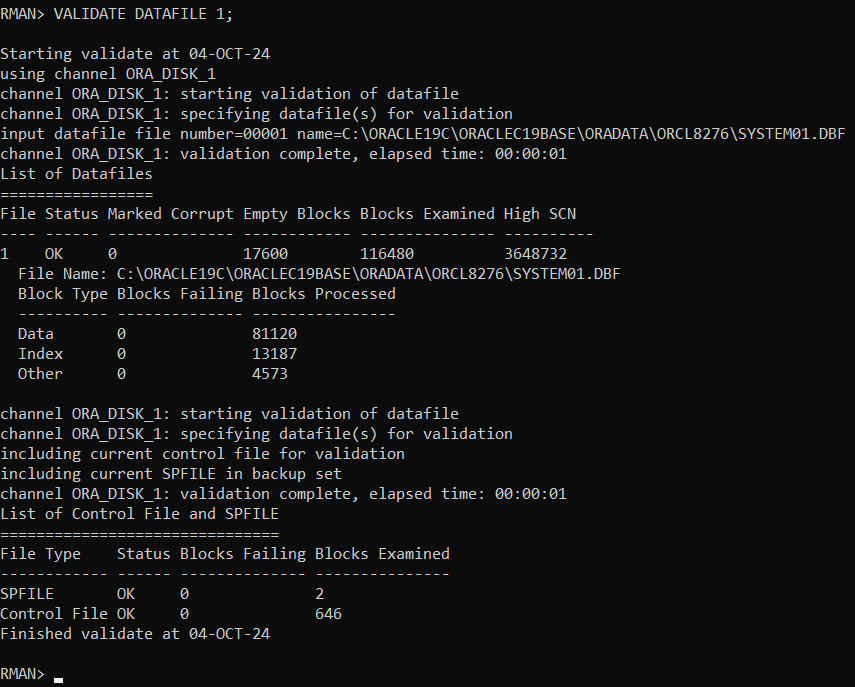 RMAN> VALIDATE DATAFILE 1;
Starting validate at 04-OCT-24
using channel ORA_DISK_1
channel ORA_DISK_1: starting validation of datafile
channel ORA_DISK_1: specifying datafile(s) for validation
input datafile file number=00001 name=C:\ORACLE19C\ORACLEC19BASE\ORADATA\ORCL8276\SYSTEM01.DBF
channel ORA_DISK_1: validation complete, elapsed time: 00:00:01
List of Datafiles
=================
File Status Marked Corrupt Empty Blocks Blocks Examined High SCN
---- ------ -------------- ------------ --------------- ----------
1    OK     0              17600        116480          3648732
  File Name: C:\ORACLE19C\ORACLEC19BASE\ORADATA\ORCL8276\SYSTEM01.DBF
  Block Type Blocks Failing Blocks Processed
  ---------- -------------- ----------------
  Data       0              81120
  Index      0              13187
  Other      0              4573
channel ORA_DISK_1: starting validation of datafile
channel ORA_DISK_1: specifying datafile(s) for validation
including current control file for validation
including current SPFILE in backup set
channel ORA_DISK_1: validation complete, elapsed time: 00:00:01
List of Control File and SPFILE
===============================
File Type    Status Blocks Failing Blocks Examined
------------ ------ -------------- ---------------
SPFILE       OK     0              2
Control File OK     0              646
Finished validate at 04-OCT-24
RMAN>